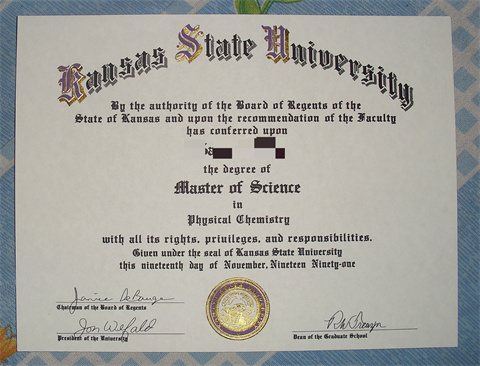 Kansas State University
By the authority of the Board of Regents of the
State of Kansas and upon the recommendation of the Faculty
has conferred upon
the degree of
Master of Science
in
Physical Chemistry
with all its rights, privileges, and responsibilities.
Given under the seal of Kansas State University
this nineteenth day of November, Nineteen Ninety-one
Chairman of the Board of Regents
Jon Wefald
President of the University
Dean of the Graduate School